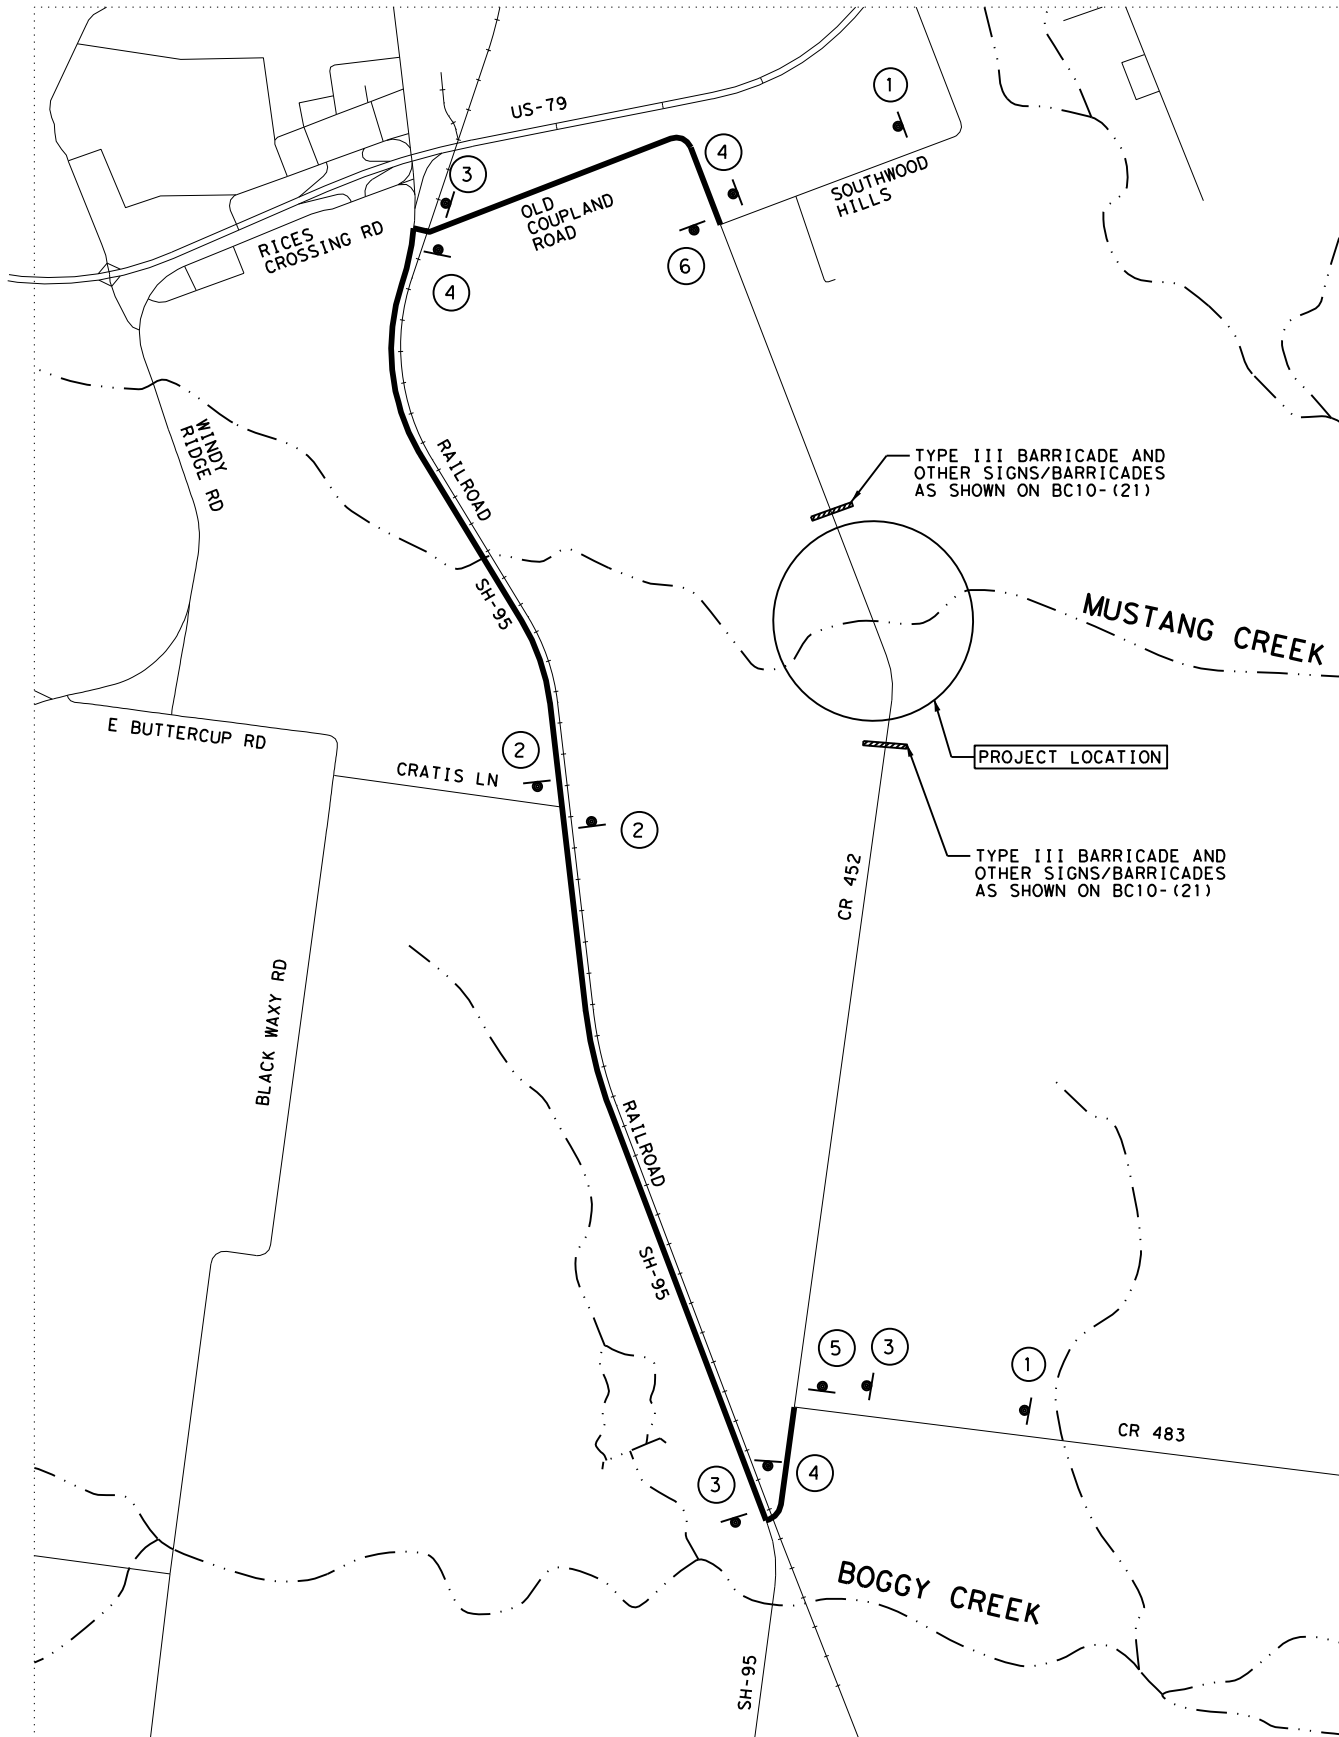 US-79
1
4
3
SOUTHWOOD
HILLS
OLD
COUPLAND
ROAD
RICES
CROSSING RD
6
4
WINDY
RIDGE RD
RAILROAD
TYPE III BARRICADE AND
OTHER SIGNS/BARRICADES
AS SHOWN ON BC10-(21)
SH-95
MUSTANG CREEK
E BUTTERCUP RD
2
CRATIS LN
PROJECT LOCATION
2
TYPE III BARRICADE AND
OTHER SIGNS/BARRICADES
AS SHOWN ON BC10-(21)
CR 452
BLACK WAXY RD
RAILROAD
SH-95
5
3
1
CR 483
3
4
BOGGY CREEK
SH-95